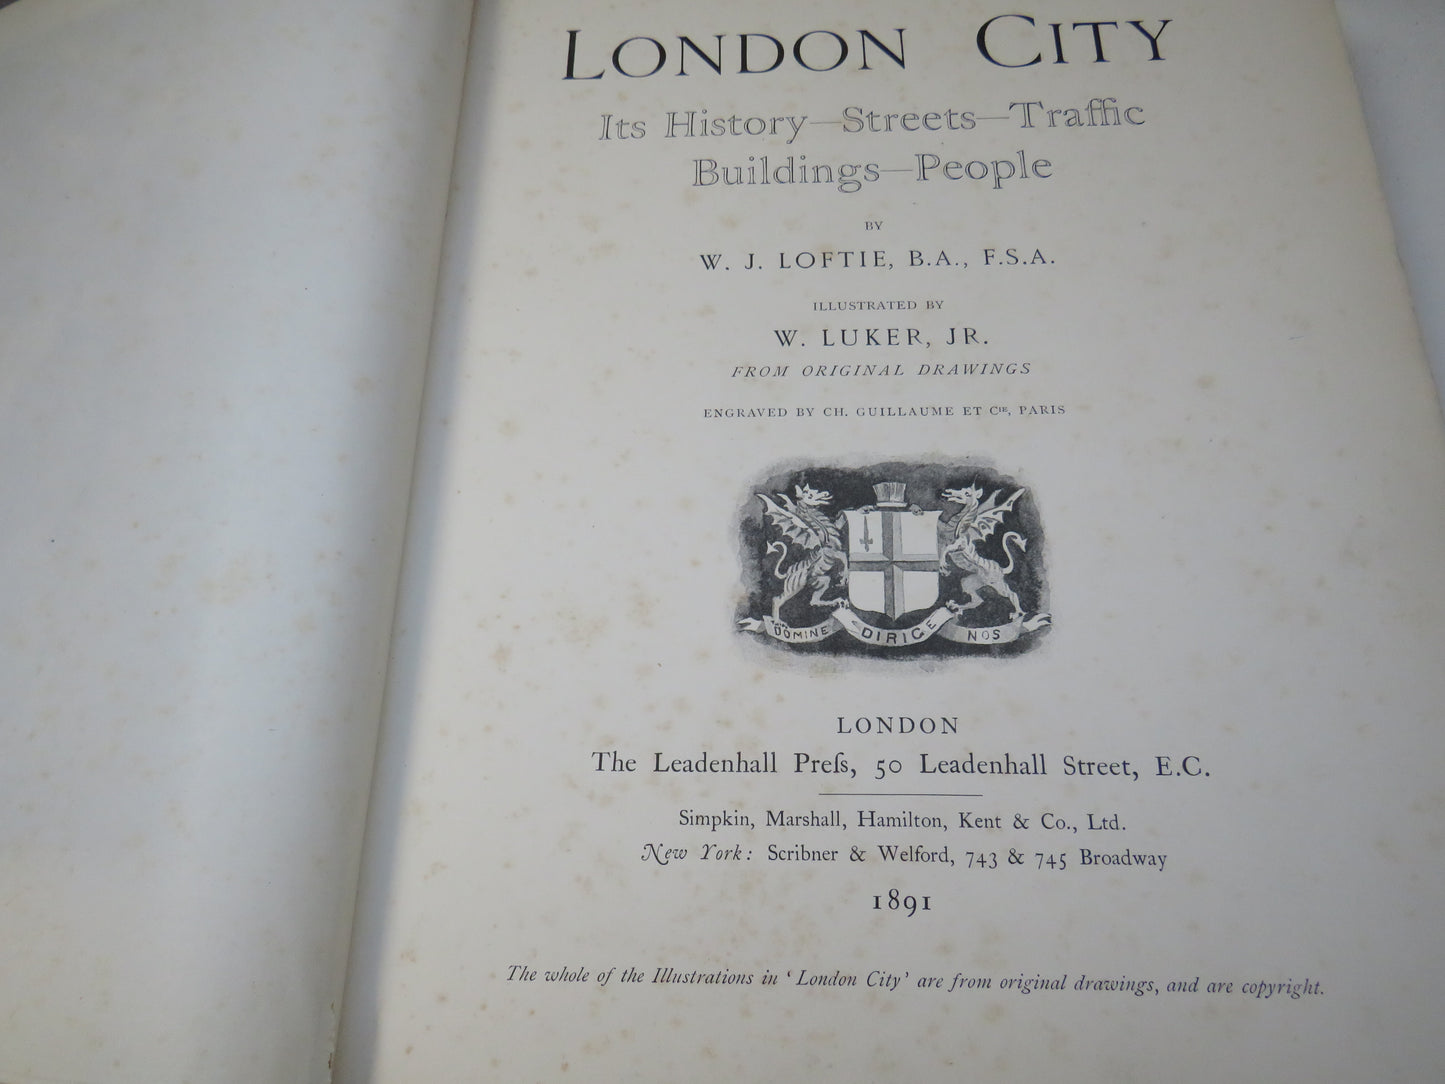 LONDON CITY
Its History—Streets—Traffic
Buildings—People
BY
W. J. LOFTIE, B.A., F.S.A.
ILLUSTRATED BY
W. LUKER, JR.
FROM ORIGINAL DRAWINGS
ENGRAVED BY CH. GUILLAUME ET Cᴵᴱ, PARIS
DOMINE DIRIGE NOS
LONDON
The Leadenhall Preſs, 50 Leadenhall Street, E.C.
Simpkin, Marshall, Hamilton, Kent & Co., Ltd.
New York: Scribner & Welford, 743 & 745 Broadway
1891
The whole of the Illustrations in ‘London City’ are from original drawings, and are copyright.